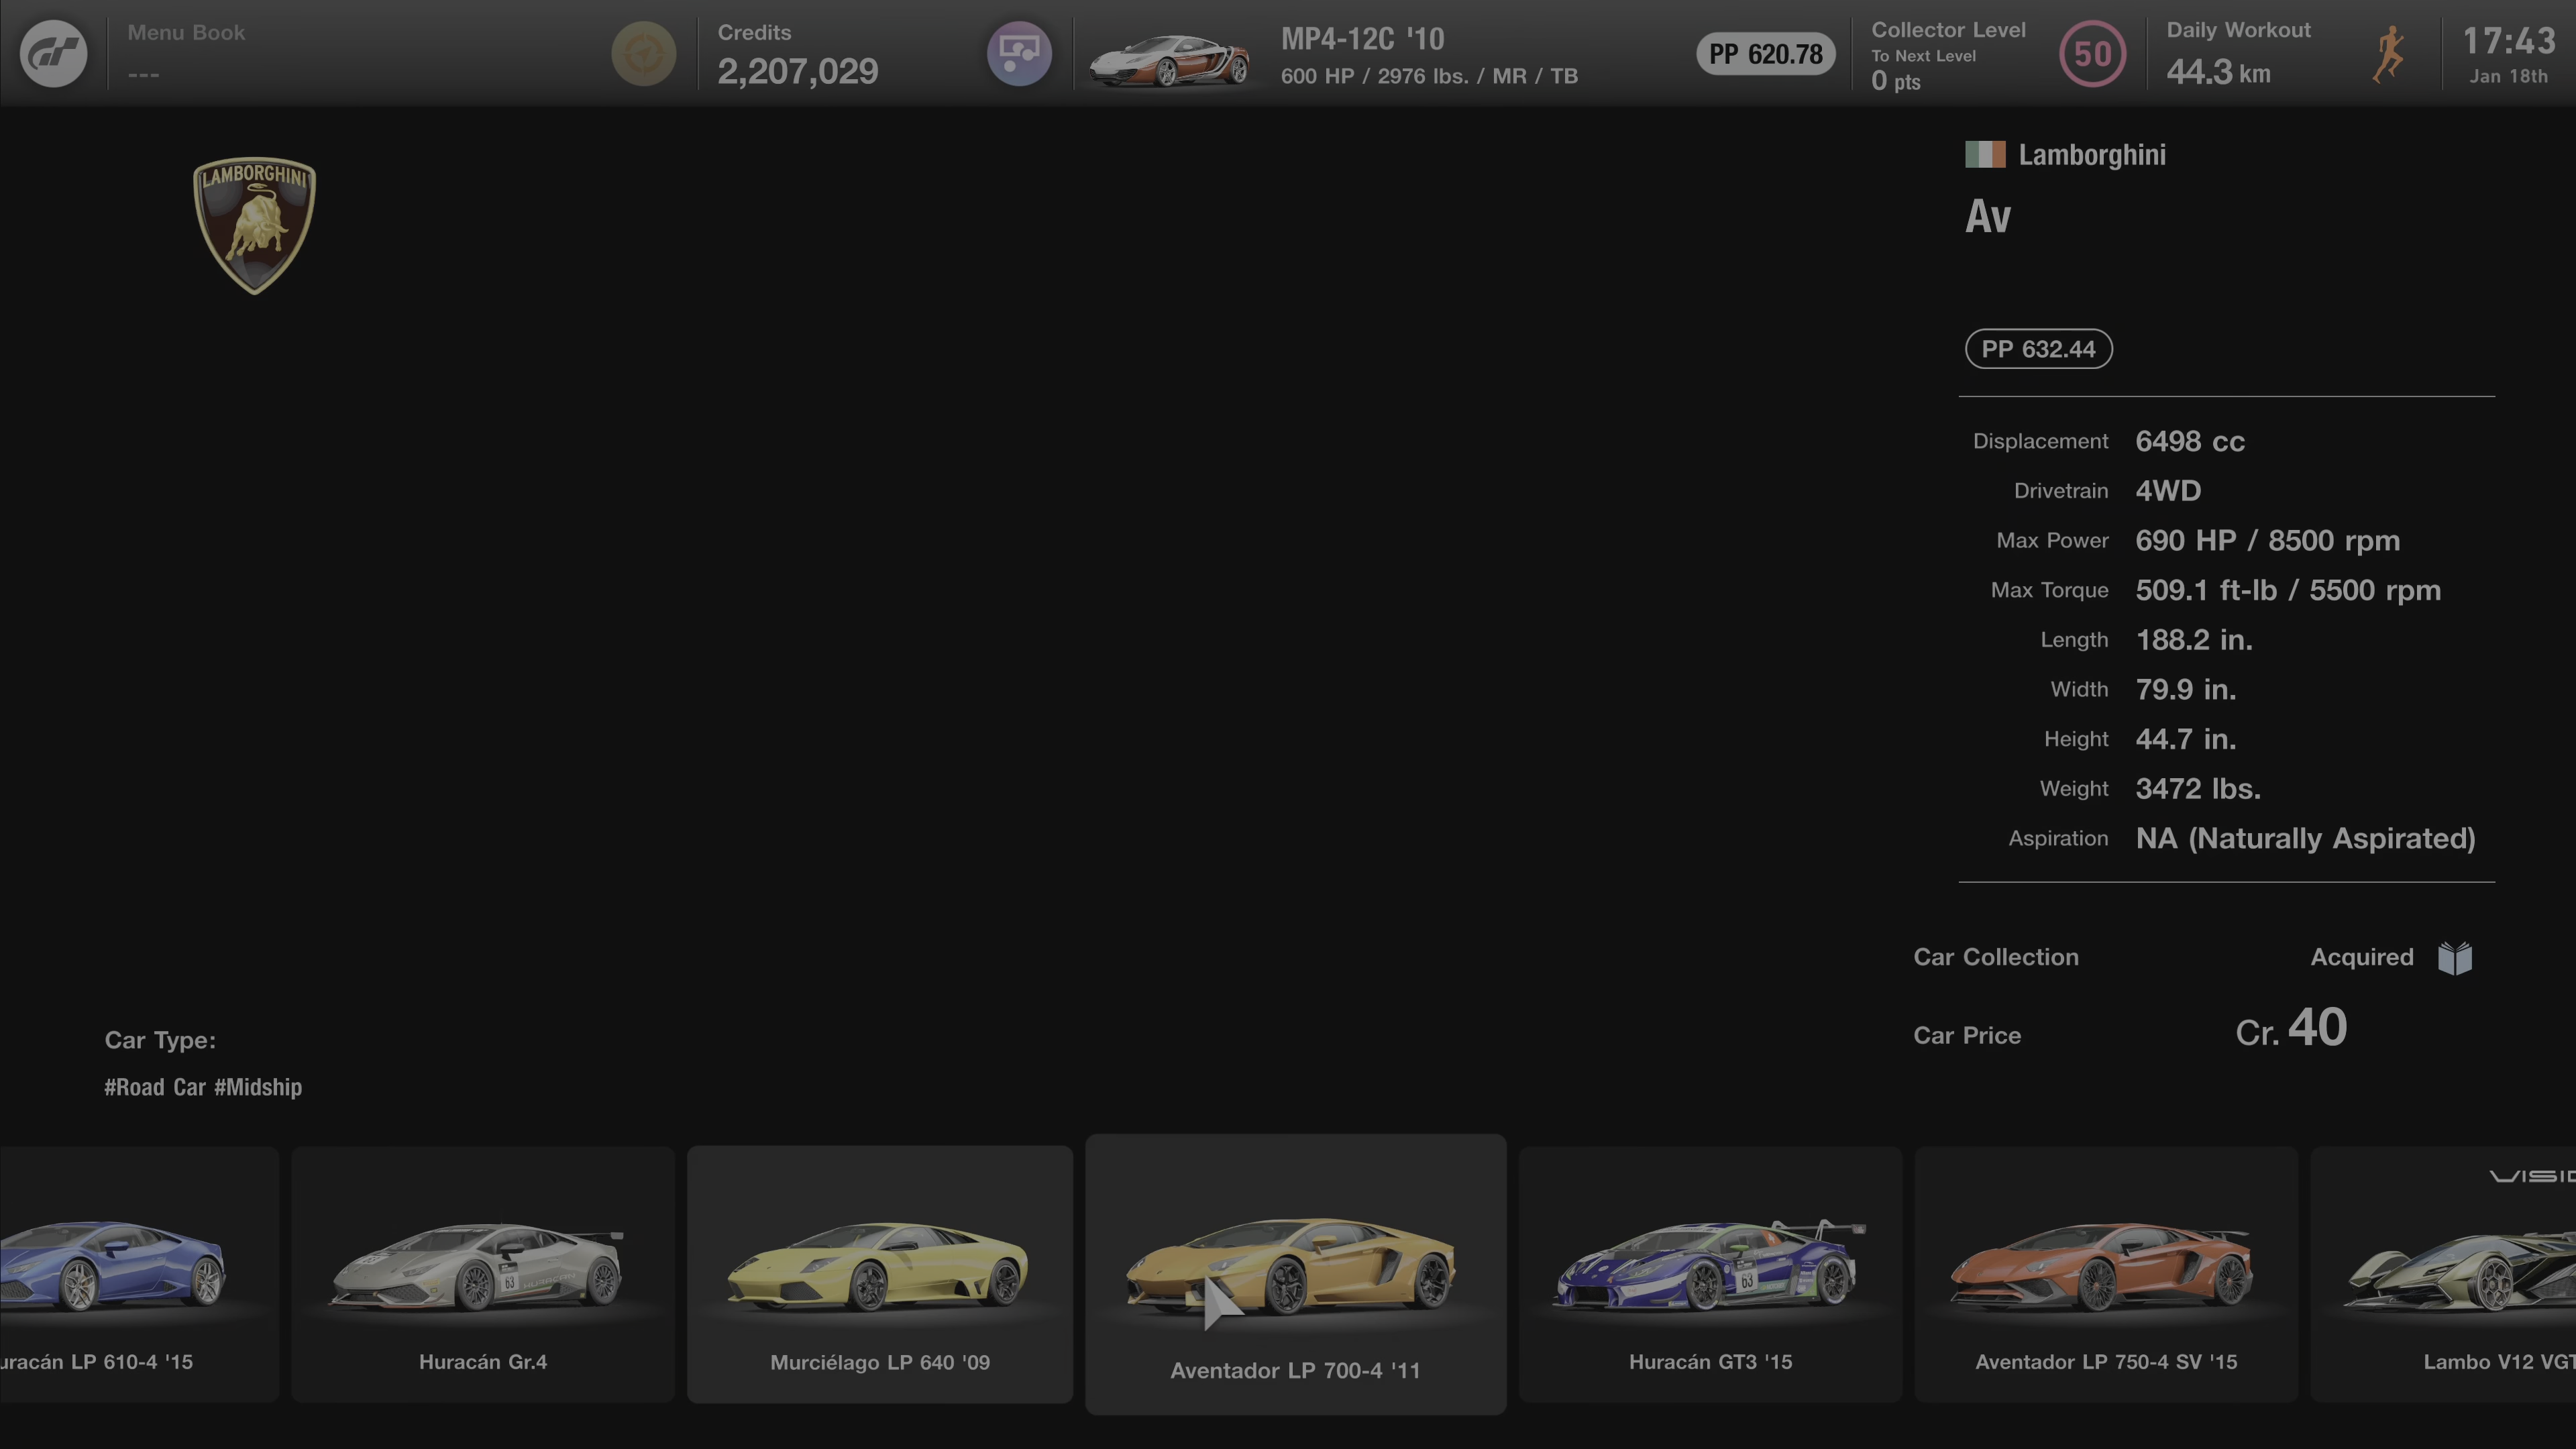 Menu Book
---
Credits
2,207,029
MP4-12C '10
600 HP / 2976 lbs. / MR / TB
PP 620.78
Collector Level
To Next Level
0 pts
50
Daily Workout
44.3 km
17:43
Jan 18th
LAMBORGHINI
Lamborghini
Av
PP 632.44
Displacement 6498 cc
Drivetrain 4WD
Max Power 690 HP / 8500 rpm
Max Torque 509.1 ft-lb / 5500 rpm
Length 188.2 in.
Width 79.9 in.
Height 44.7 in.
Weight 3472 lbs.
Aspiration NA (Naturally Aspirated)
Car Collection Acquired
Car Price Cr. 40
Car Type:
#Road Car #Midship
uracán LP 610-4 '15
63
HURACAN
Huracán Gr.4
Murciélago LP 640 '09
Aventador LP 700-4 '11
63
Huracán GT3 '15
Aventador LP 750-4 SV '15
VISIO
Lambo V12 VGT